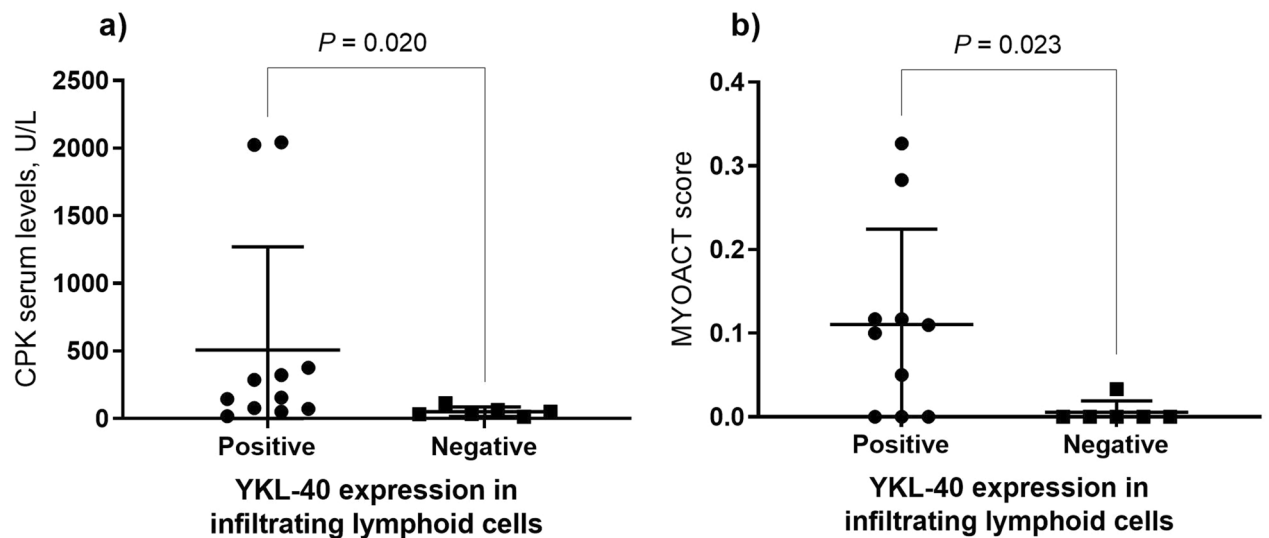 a)
P = 0.020
CPK serum levels, U/L
2500
2000
1500
1000
500
0
Positive
Negative
YKL-40 expression in
infiltrating lymphoid cells
b)
P = 0.023
MYOACT score
0.4
0.3
0.2
0.1
0.0
Positive
Negative
YKL-40 expression in
infiltrating lymphoid cells